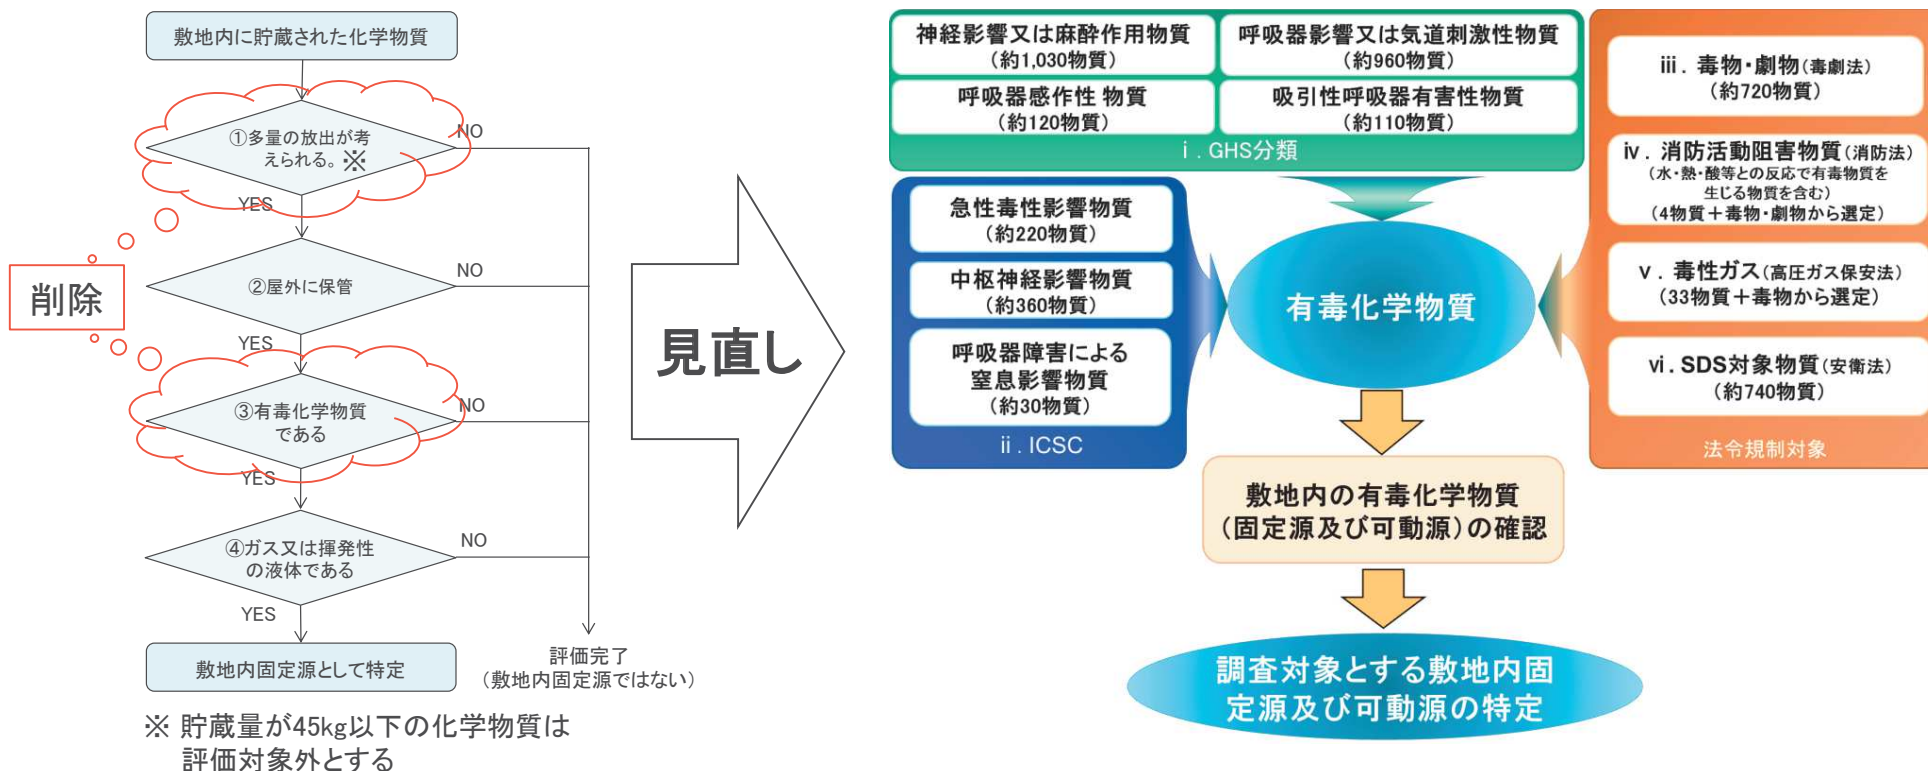 敷地内に貯蔵された化学物質
①多量の放出が考
えられる。※
NO
YES
②屋外に保管
NO
YES
削除
③有毒化学物質
である
NO
YES
④ガス又は揮発性
の液体である
NO
YES
敷地内固定源として特定
評価完了
(敷地内固定源ではない)
※ 貯蔵量が45kg以下の化学物質は
評価対象外とする
見直し
神経影響又は麻酔作用物質
(約1,030物質)
呼吸器影響又は気道刺激性物質
(約960物質)
呼吸器感作性 物質
(約120物質)
吸引性呼吸器有害性物質
(約110物質)
ⅰ. GHS分類
急性毒性影響物質
(約220物質)
中枢神経影響物質
(約360物質)
呼吸器障害による
窒息影響物質
(約30物質)
ⅱ. ICSC
有毒化学物質
ⅲ. 毒物・劇物(毒劇法)
(約720物質)
ⅳ. 消防活動阻害物質(消防法)
(水・熱・酸等との反応で有毒物質を
生じる物質を含む)
(4物質＋毒物・劇物から選定)
ⅴ. 毒性ガス(高圧ガス保安法)
(33物質＋毒物から選定)
ⅵ. SDS対象物質(安衛法)
(約740物質)
法令規制対象
敷地内の有毒化学物質
(固定源及び可動源)の確認
調査対象とする敷地内固
定源及び可動源の特定